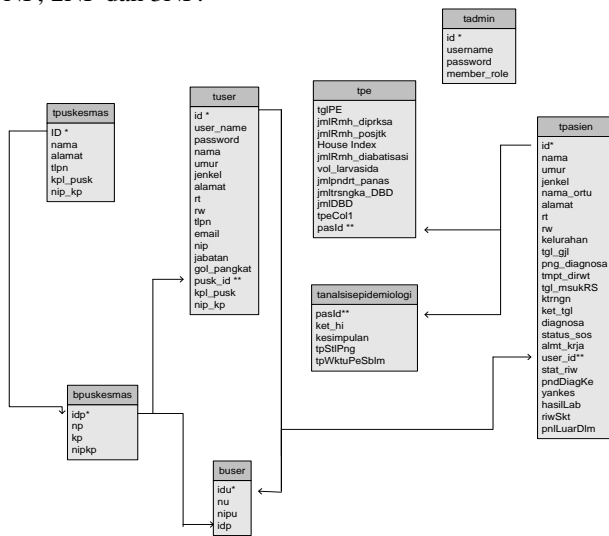 tadmin
id *
username
password
member_role
tuser
id *
user_name
password
nama
umur
jenkel
alamat
rt
rw
tlpn
email
nip
jabatan
gol_pangkat
pusk_id **
kpl_pusk
nip_kp
tpe
tglPE
jmlRmh_diprksa
jmlRmh_posjtk
House Index
jmlRmh_diabatisasi
vol_larvasida
jmlpndrt_panas
jmltrsngka_DBD
jmlDBD
tpeCol1
pasId **
tpuskesmas
ID *
nama
alamat
tlpn
kpl_pusk
nip_kp
tpasien
id*
nama
umur
jenkel
nama_ortu
alamat
rt
rw
kelurahan
tgl_gjl
png_diagnosa
tmpt_dirwt
tgl_msukRS
ktrngn
ket_tgl
diagnosa
status_sos
almt_krja
user_id**
stat_riw
pndDiagKe
yankes
hasilLab
riwSkt
pnlLuarDlm
tanalsisepidemiologi
pasId**
ket_hi
kesimpulan
tpStlPng
tpWktuPeSblm
bpuskesmas
idp*
np
kp
nipkp
buser
idu*
nu
nipu
idp